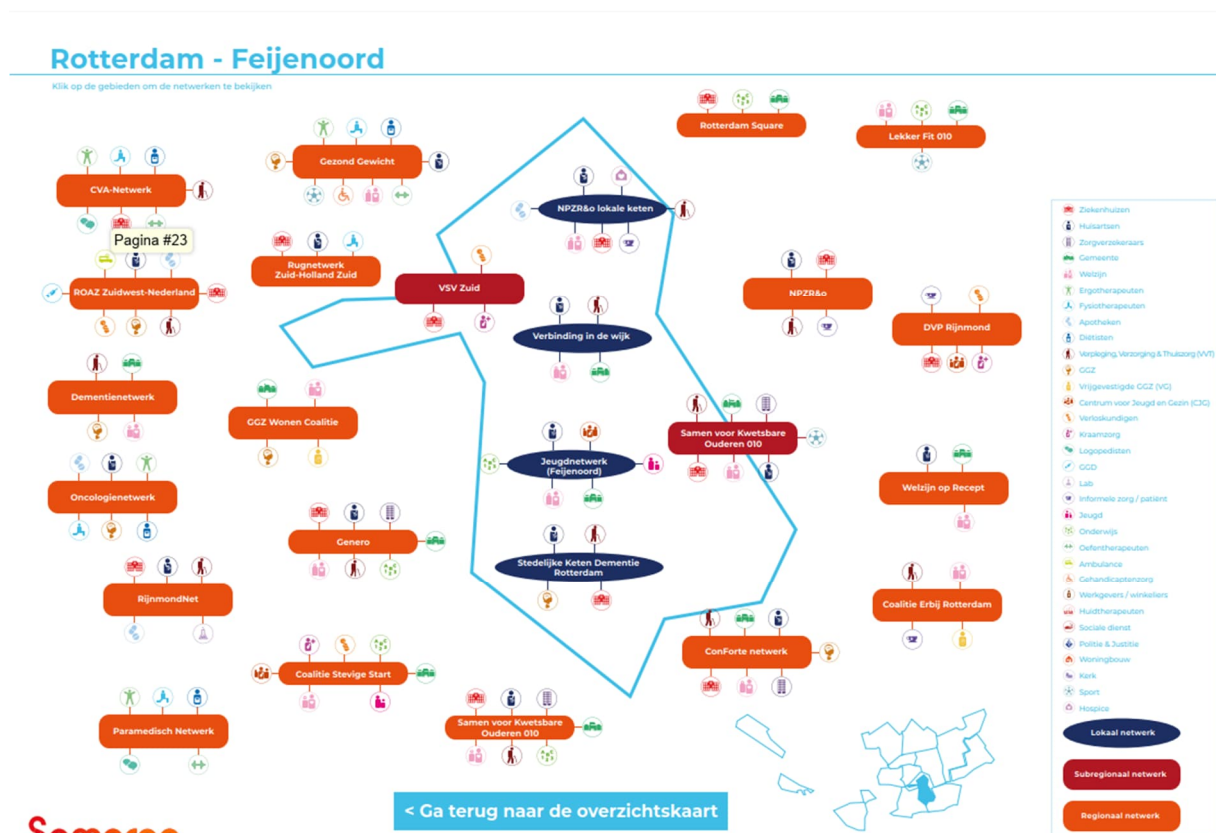 Rotterdam - Feijenoord
Klik op de gebieden om de netwerken te bekijken
Rotterdam Square
Lekker Fit 010
Gezond Gewicht
CVA-Netwerk
NPZR&o lokale keten
Pagina #23
Rugnetwerk
Zuid-Holland Zuid
ROAZ Zuidwest-Nederland
VSV Zuid
NPZR&o
DVP Rijnmond
Verbinding in de wijk
Dementienetwerk
GGZ Wonen Coalitie
Samen voor Kwetsbare
Ouderen 010
Jeugdnetwerk
(Feijenoord)
Welzijn op Recept
Oncologienetwerk
Genero
Stedelijke Keten Dementie
Rotterdam
RijnmondNet
Coalitie Erbij Rotterdam
ConForte netwerk
Coalitie Stevige Start
Paramedisch Netwerk
Samen voor Kwetsbare
Ouderen 010
< Ga terug naar de overzichtskaart
Ziekenhuizen
Huisartsen
Zorgverzekeraars
Gemeente
Welzijn
Ergotherapeuten
Fysiotherapeuten
Apotheken
Diëtisten
Verpleging, Verzorging & Thuiszorg (VVT)
GGZ
Vrijgevestigde GGZ (VG)
Centrum voor Jeugd en Gezin (CJG)
Verloskundigen
Kraamzorg
Logopedisten
GGD
Lab
Informele zorg / patiënt
Jeugd
Onderwijs
Oefentherapeuten
Ambulance
Gehandicaptenzorg
Werkgevers / winkeliers
Huidtherapeuten
Sociale dienst
Politie & Justitie
Woningbouw
Kerk
Sport
Hospice
Lokaal netwerk
Subregionaal netwerk
Regionaal netwerk